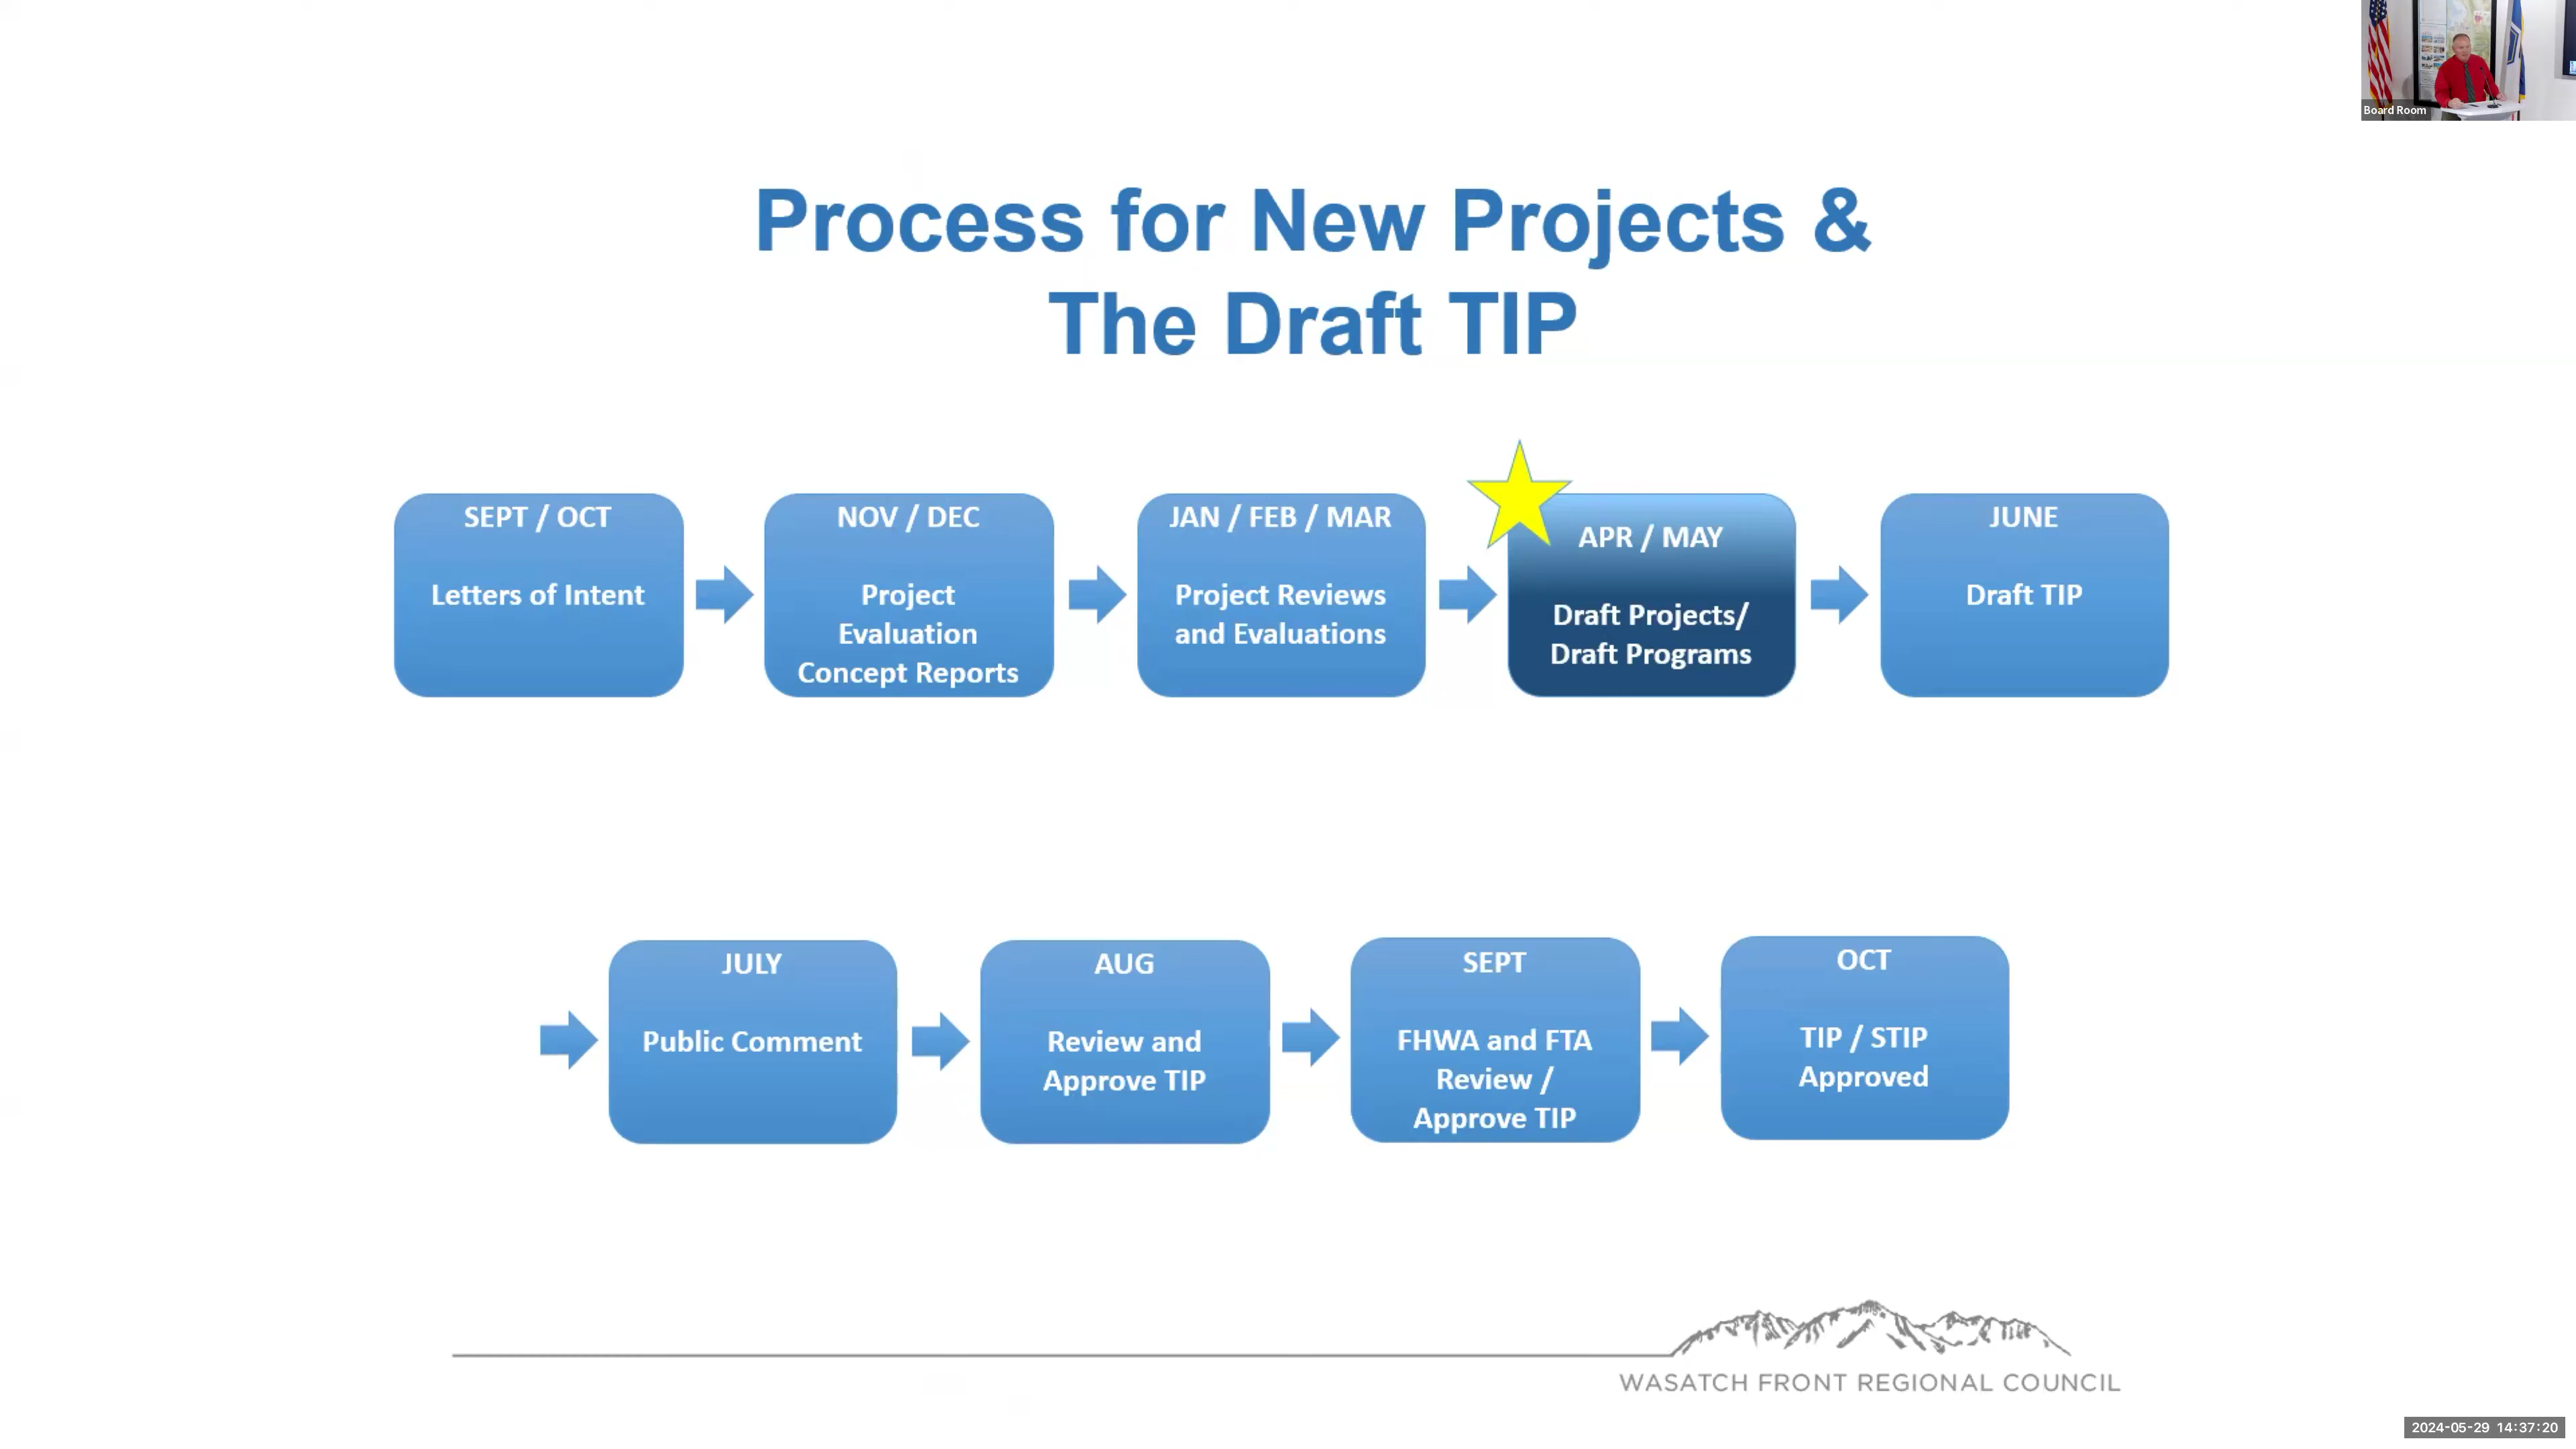 Board Room
Process for New Projects &
The Draft TIP
SEPT / OCT
Letters of Intent
NOV / DEC
Project
Evaluation
Concept Reports
JAN / FEB / MAR
Project Reviews
and Evaluations
APR / MAY
Draft Projects/
Draft Programs
JUNE
Draft TIP
JULY
Public Comment
AUG
Review and
Approve TIP
SEPT
FHWA and FTA
Review /
Approve TIP
OCT
TIP / STIP
Approved
WASATCH FRONT REGIONAL COUNCIL
2024-05-29 14:37:20